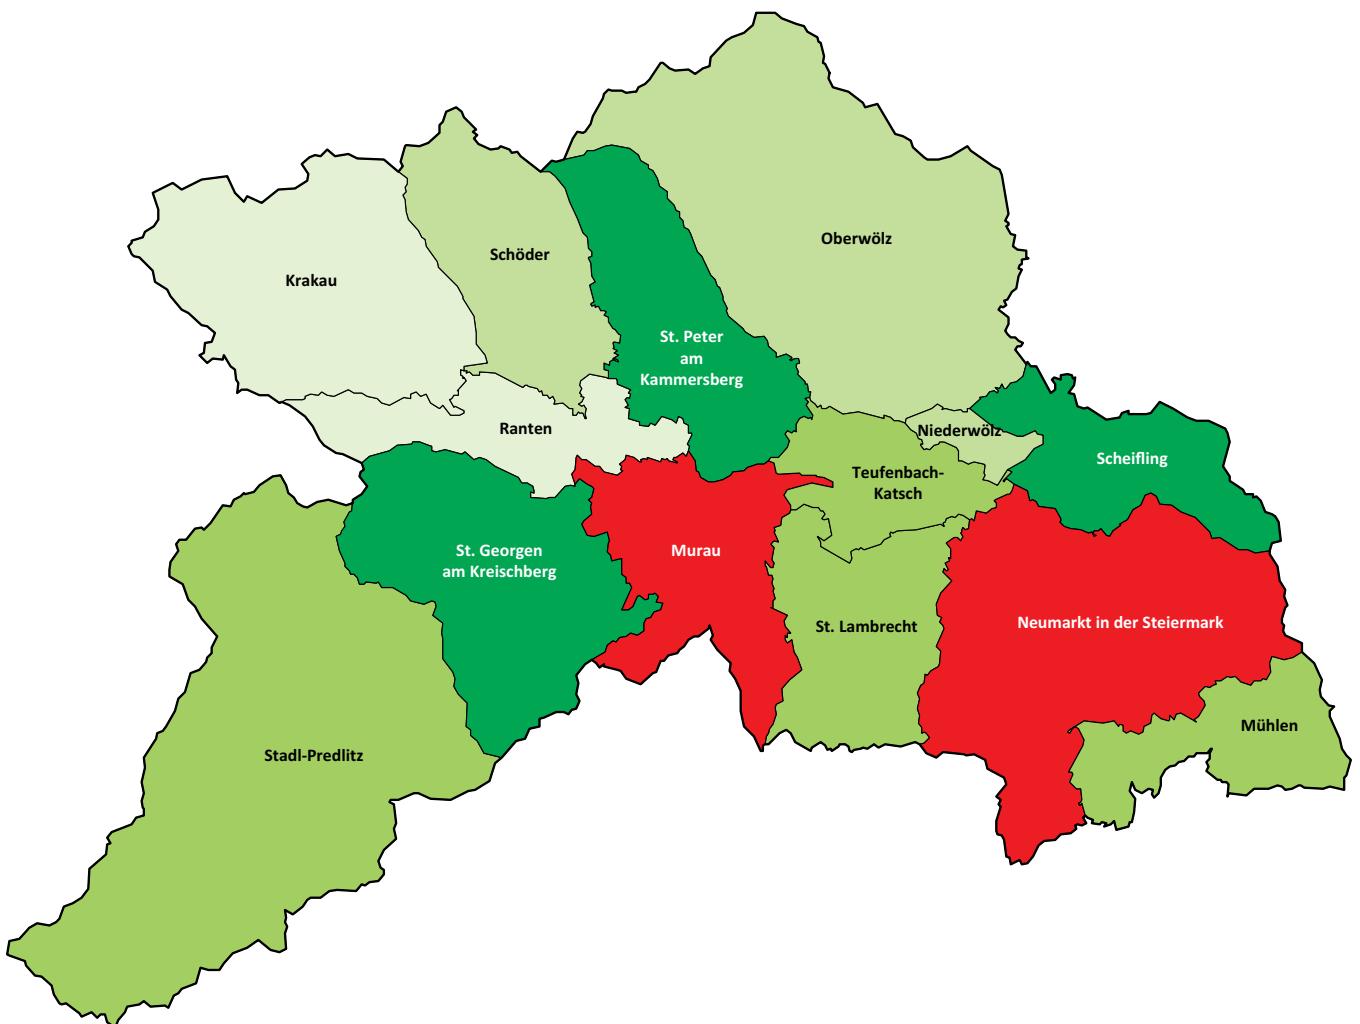 Oberwölz
Schöder
Krakau
St. Peter
am
Kammersberg
Ranten
Niederwölz
Scheifling
Teufenbach-
Katsch
St. Georgen
am Kreischberg
Murau
St. Lambrecht
Neumarkt in der Steiermark
Mühlen
Stadl-Predlitz